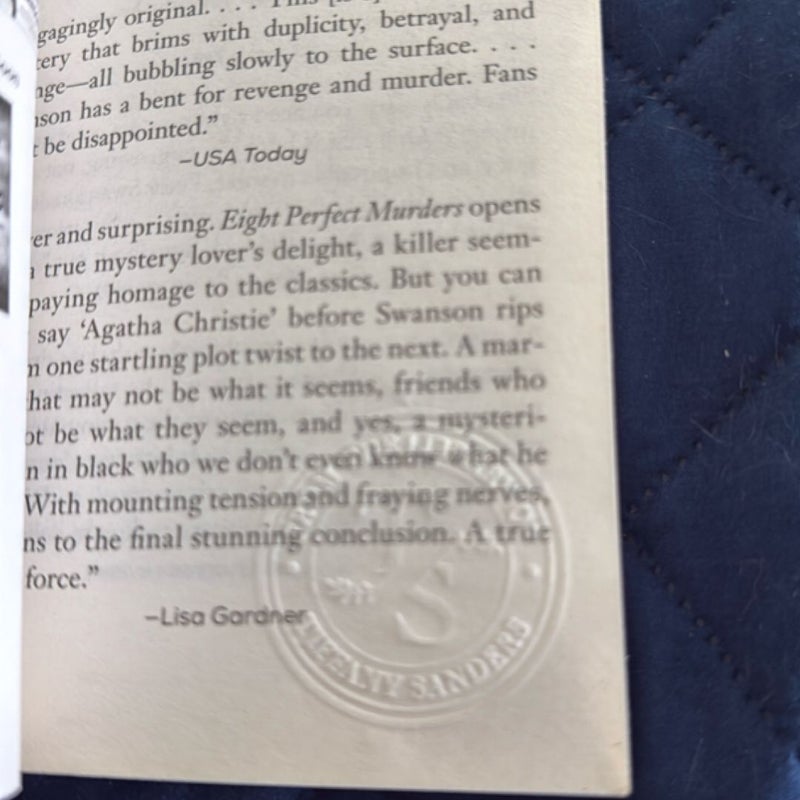 gagingly original. . . . This
ery that brims with duplicity, betrayal, and
nge—all bubbling slowly to the surface. . . .
nson has a bent for revenge and murder. Fans
t be disappointed.”
–USA Today
er and surprising. Eight Perfect Murders opens
a true mystery lover’s delight, a killer seem-
paying homage to the classics. But you can
say ‘Agatha Christie’ before Swanson rips
m one startling plot twist to the next. A mar-
hat may not be what it seems, friends who
ot be what they seem, and yes, a mysteri-
n in black who we don’t even know what he
With mounting tension and fraying nerves,
ns to the final stunning conclusion. A true
force.”
–Lisa Gardner
S
TIFFANY SANDERS